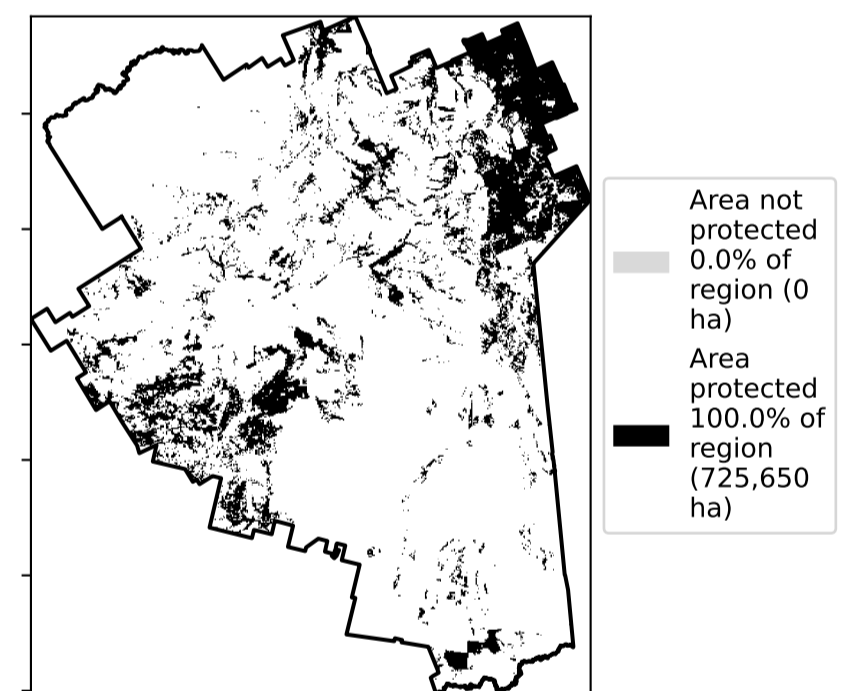 Area not
protected
0.0% of
region (0
ha)
Area
protected
100.0% of
region
(725,650
ha)